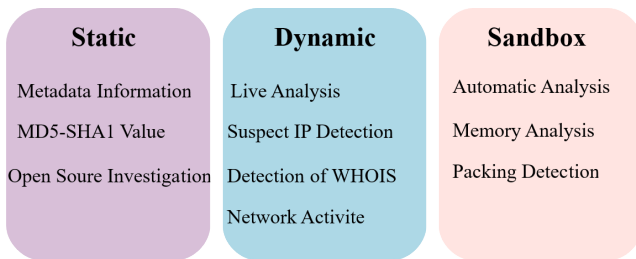 Static
Metadata Information
MD5-SHA1 Value
Open Soure Investigation
Dynamic
Live Analysis
Suspect IP Detection
Detection of WHOIS
Network Activite
Sandbox
Automatic Analysis
Memory Analysis
Packing Detection